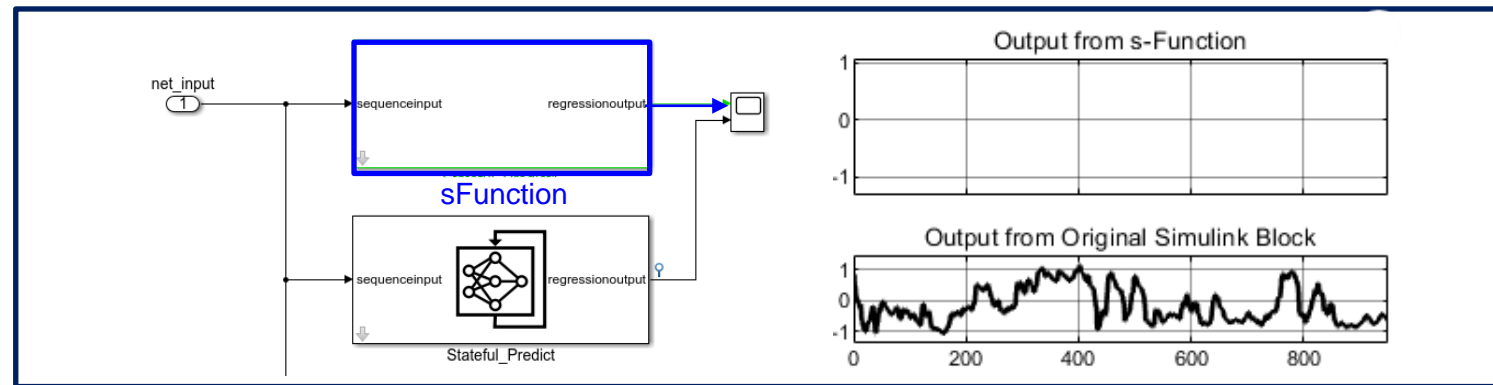 net_input
1
sequenceinput
regressionoutput
sFunction
sequenceinput
regressionoutput
Stateful_Predict
Output from s-Function
1
0
-1
Output from Original Simulink Block
1
0
-1
0 200 400 600 800